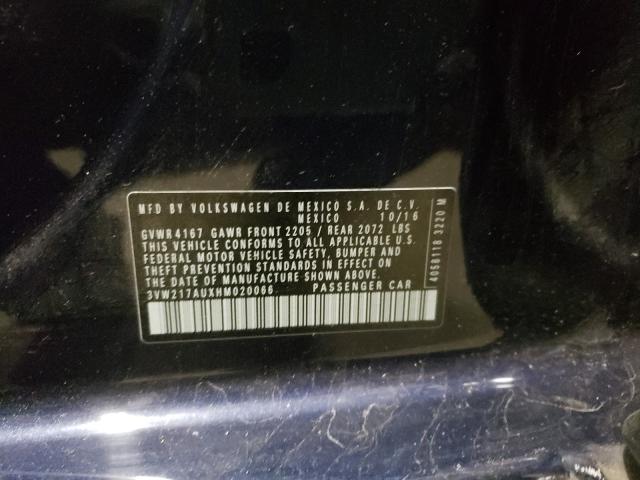 MFD BY VOLKSWAGEN DE MEXICO S.A. DE C.V.
MEXICO 10/16
GVWR 4167 GAWR FRONT 2205 / REAR 2072 LBS
THIS VEHICLE CONFORMS TO ALL APPLICABLE U.S.
FEDERAL MOTOR VEHICLE SAFETY, BUMPER AND
THEFT PREVENTION STANDARDS IN EFFECT ON
THE DATE OF MANUFACTURE SHOWN ABOVE.
3VW217AUXHM020066 PASSENGER CAR
4058118 3220 M